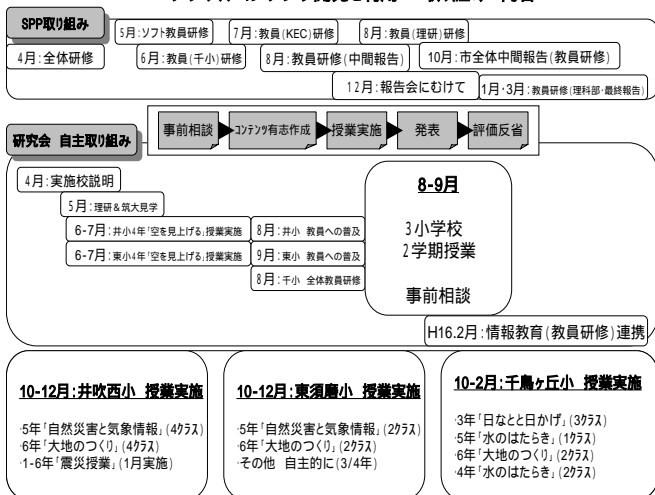 SPP取り組み
5月:ソフト教員研修
7月:教員(KEC)研修
8月:教員(理研)研修
4月:全体研修
6月:教員(千小)研修
8月:教員研修(中間報告)
10月:市全体中間報告(教員研修)
12月:報告会にむけて
1月・3月:教員研修(理科部・最終報告)
事前相談
コンテンツ有志作成
授業実施
発表
評価反省
研究会 自主取り組み
4月:実施校説明
5月:理研&筑大見学
6-7月:井小4年「空を見上げる」授業実施
8月:井小 教員への普及
6-7月:東小4年「空を見上げる」授業実施
9月:東小 教員への普及
8月:千小 全体教員研修
8-9月
3小学校
2学期授業
事前相談
H16.2月:情報教育(教員研修)連携
10-12月:井吹西小 授業実施
・5年「自然災害と気象情報」(4クラス)
・6年「大地のつくり」(4クラス)
・1-6年「震災授業」(1月実施)
10-12月:東須磨小 授業実施
・5年「自然災害と気象情報」(2クラス)
・6年「大地のつくり」(2クラス)
・その他 自主的に(3/4年)
10-2月:千鳥ヶ丘小 授業実施
・3年「日なたと日かげ」(3クラス)
・5年「水のはたらき」(1クラス)
・6年「大地のつくり」(2クラス)
・4年「水のはたらき」(2クラス)